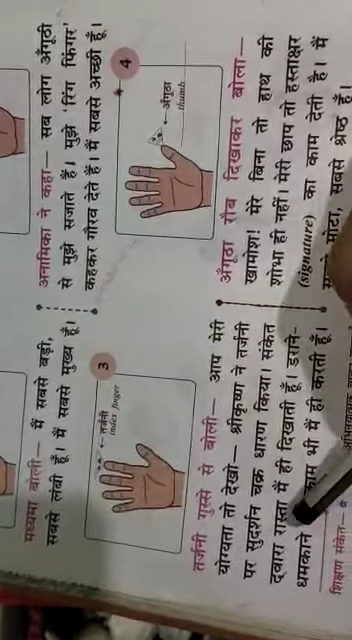 मध्यमा बोली— मैं सबसे बड़ी,
सबसे लंबी हूँ। मैं सबसे मुख्य हूँ।
3
तर्जनी
index finger
तर्जनी गुस्से से बोली— आप मेरी
योग्यता तो देखो— श्रीकृष्ण ने तर्जनी
पर सुदर्शन चक्र धारण किया। संकेत
द्वारा रास्ता मैं ही दिखाती हूँ। डराने-
धमकाने काम भी मैं ही करती हूँ।
अनामिका ने कहा— सब लोग अँगूठी
से मुझे सजाते हैं। मुझे 'रिंग फिंगर'
कहकर गौरव देते हैं। मैं सबसे अच्छी हूँ।
4
अँगूठा
thumb
अँगूठा रौब दिखाकर बोला—
खामोश! मेरे बिना तो हाथ की
शोभा ही नहीं। मेरी छाप तो हस्ताक्षर
(signature) का काम देती है। मैं
मोटा, सबसे श्रेष्ठ हूँ।
शिक्षण संकेत—